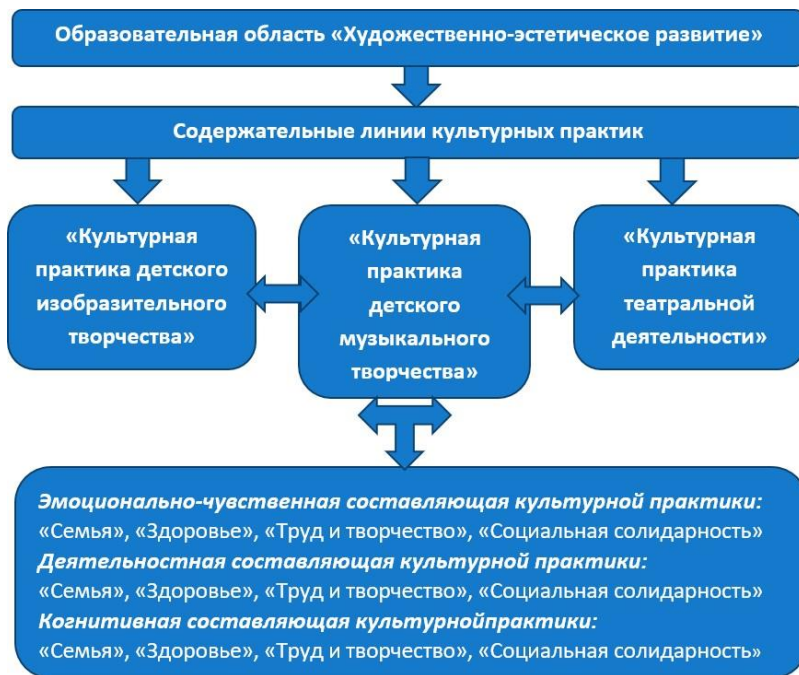 Образовательная область «Художественно-эстетическое развитие»
Содержательные линии культурных практик
«Культурная
практика детского
изобразительного
творчества»
«Культурная
практика
детского
музыкального
творчества»
«Культурная
практика
театральной
деятельности»
Эмоционально-чувственная составляющая культурной практики:
«Семья», «Здоровье», «Труд и творчество», «Социальная солидарность»
Деятельностная составляющая культурной практики:
«Семья», «Здоровье», «Труд и творчество», «Социальная солидарность»
Когнитивная составляющая культурнойпрактики:
«Семья», «Здоровье», «Труд и творчество», «Социальная солидарность»